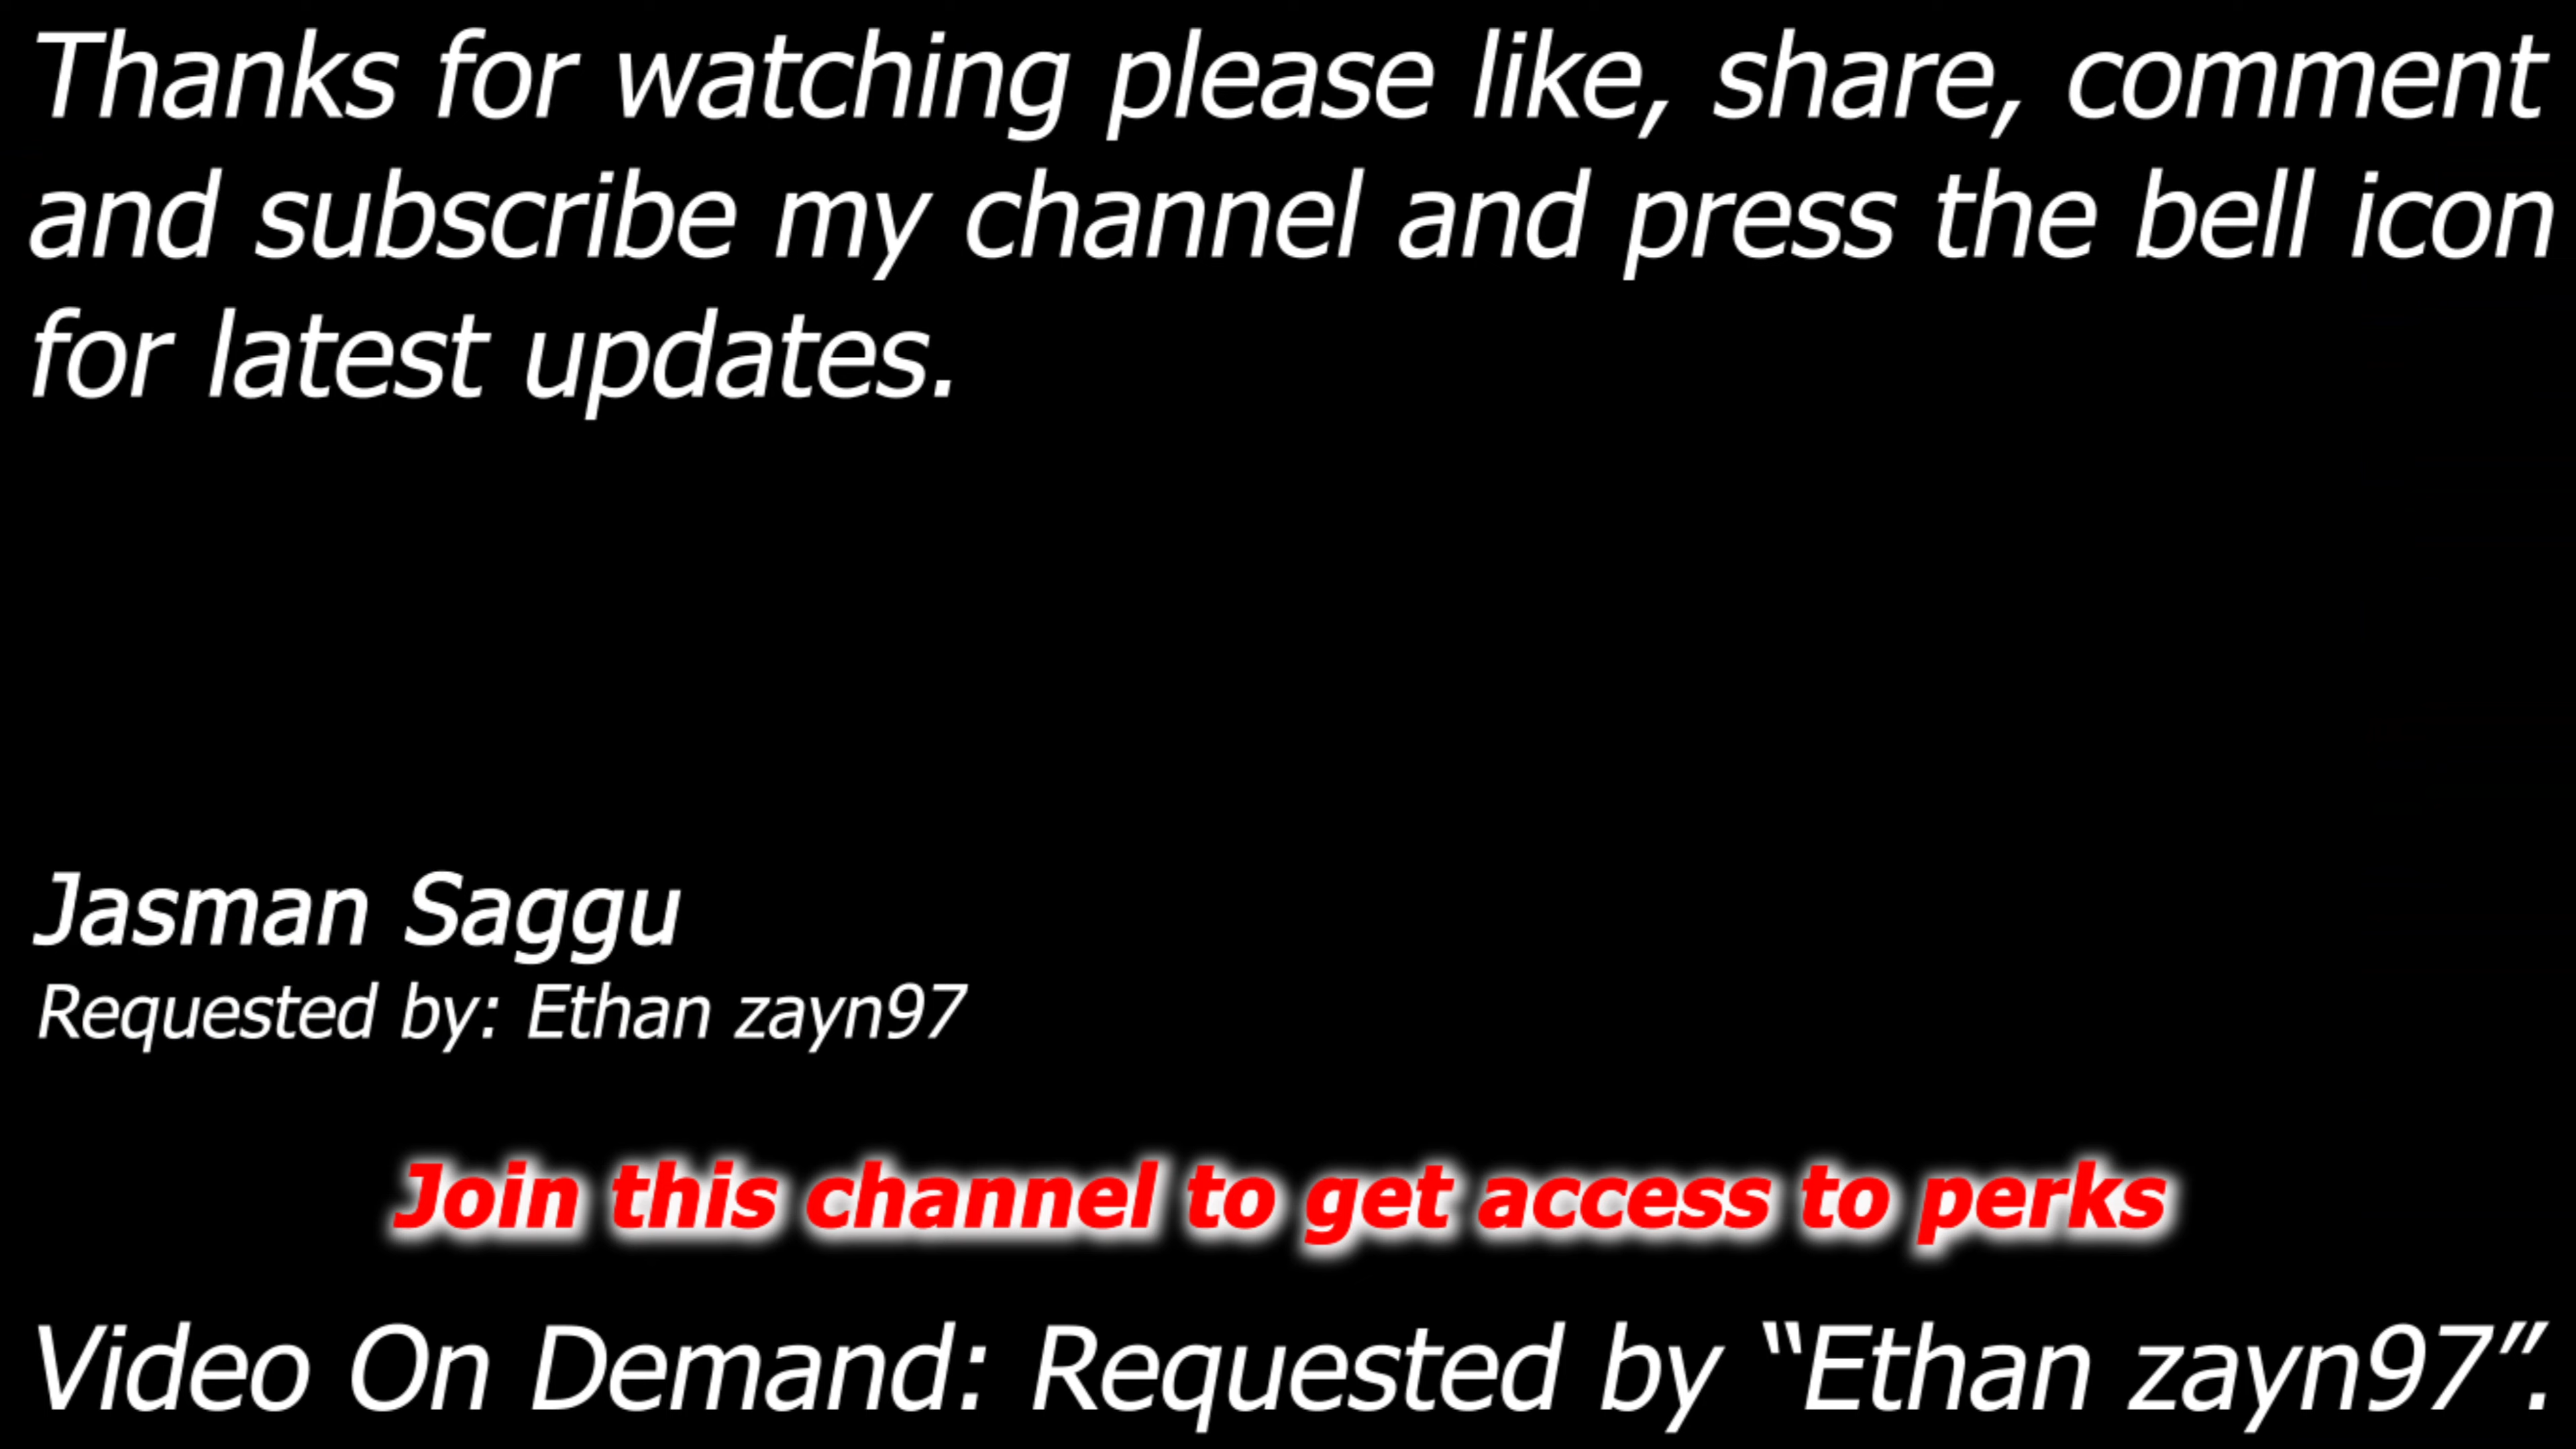 Thanks for watching please like, share, comment
and subscribe my channel and press the bell icon
for latest updates.
Jasman Saggu
Requested by: Ethan zayn97
Join this channel to get access to perks
Video On Demand: Requested by “Ethan zayn97”.